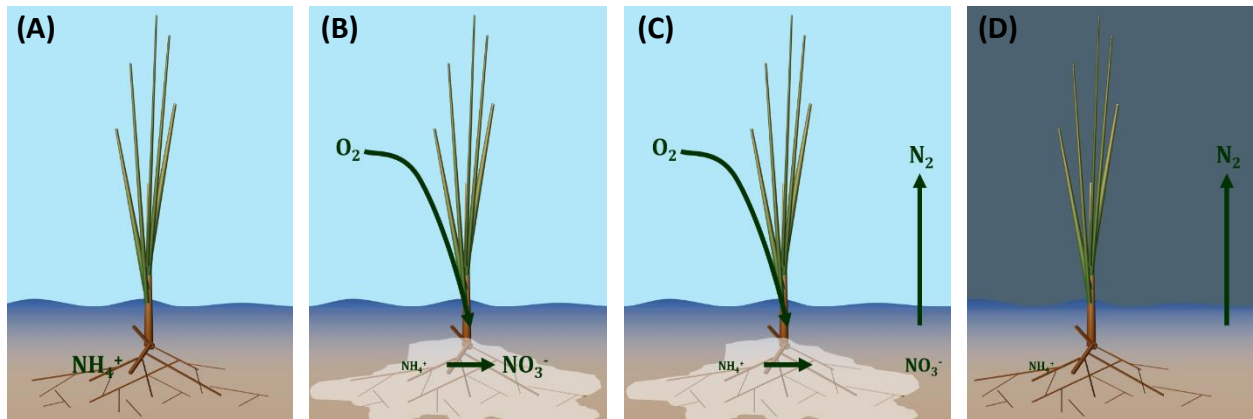 (A)
NH₄⁺
(B)
O₂
NH₄⁺
NO₃⁻
(C)
O₂
N₂
NH₄⁺
NO₃⁻
(D)
N₂
NH₄⁺